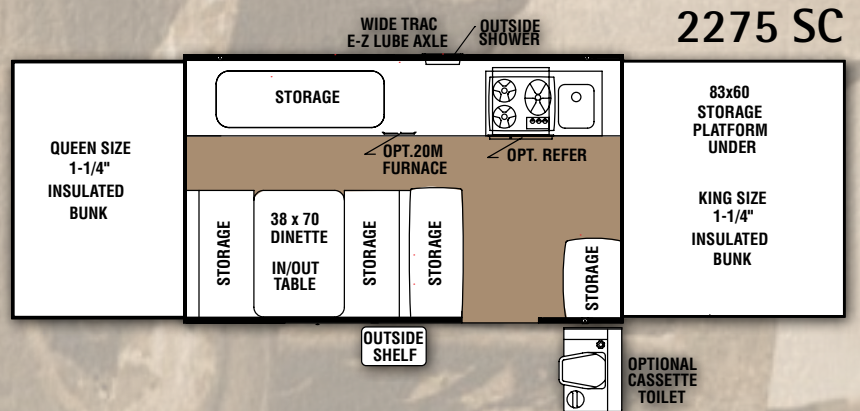 2275 SC
WIDE TRAC
E-Z LUBE AXLE
OUTSIDE
SHOWER
STORAGE
OPT.20M
FURNACE
OPT. REFER
QUEEN SIZE
1-1/4"
INSULATED
BUNK
STORAGE
38 x 70
DINETTE
IN/OUT
TABLE
STORAGE
STORAGE
STORAGE
83x60
STORAGE
PLATFORM
UNDER
KING SIZE
1-1/4"
INSULATED
BUNK
OUTSIDE
SHELF
OPTIONAL
CASSETTE
TOILET